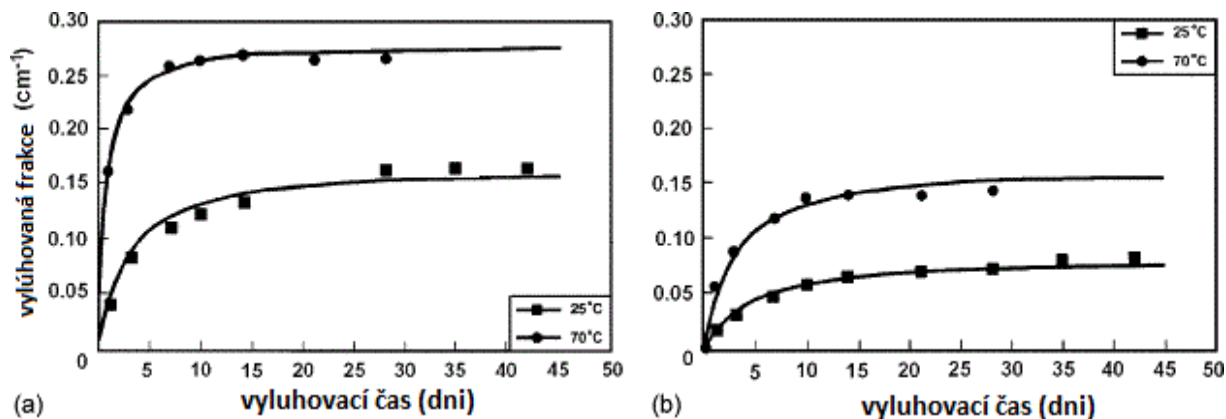 0.30
0.25
0.20
0.15
0.10
0.05
0
5 10 15 20 25 30 35 40 45 50
vylúhovaná frakce (cm⁻¹)
25°C
70°C
(a)
vyluhovací čas (dni)
0.30
0.25
0.20
0.15
0.10
0.05
0
5 10 15 20 25 30 35 40 45 50
25°C
70°C
(b)
vyluhovací čas (dni)